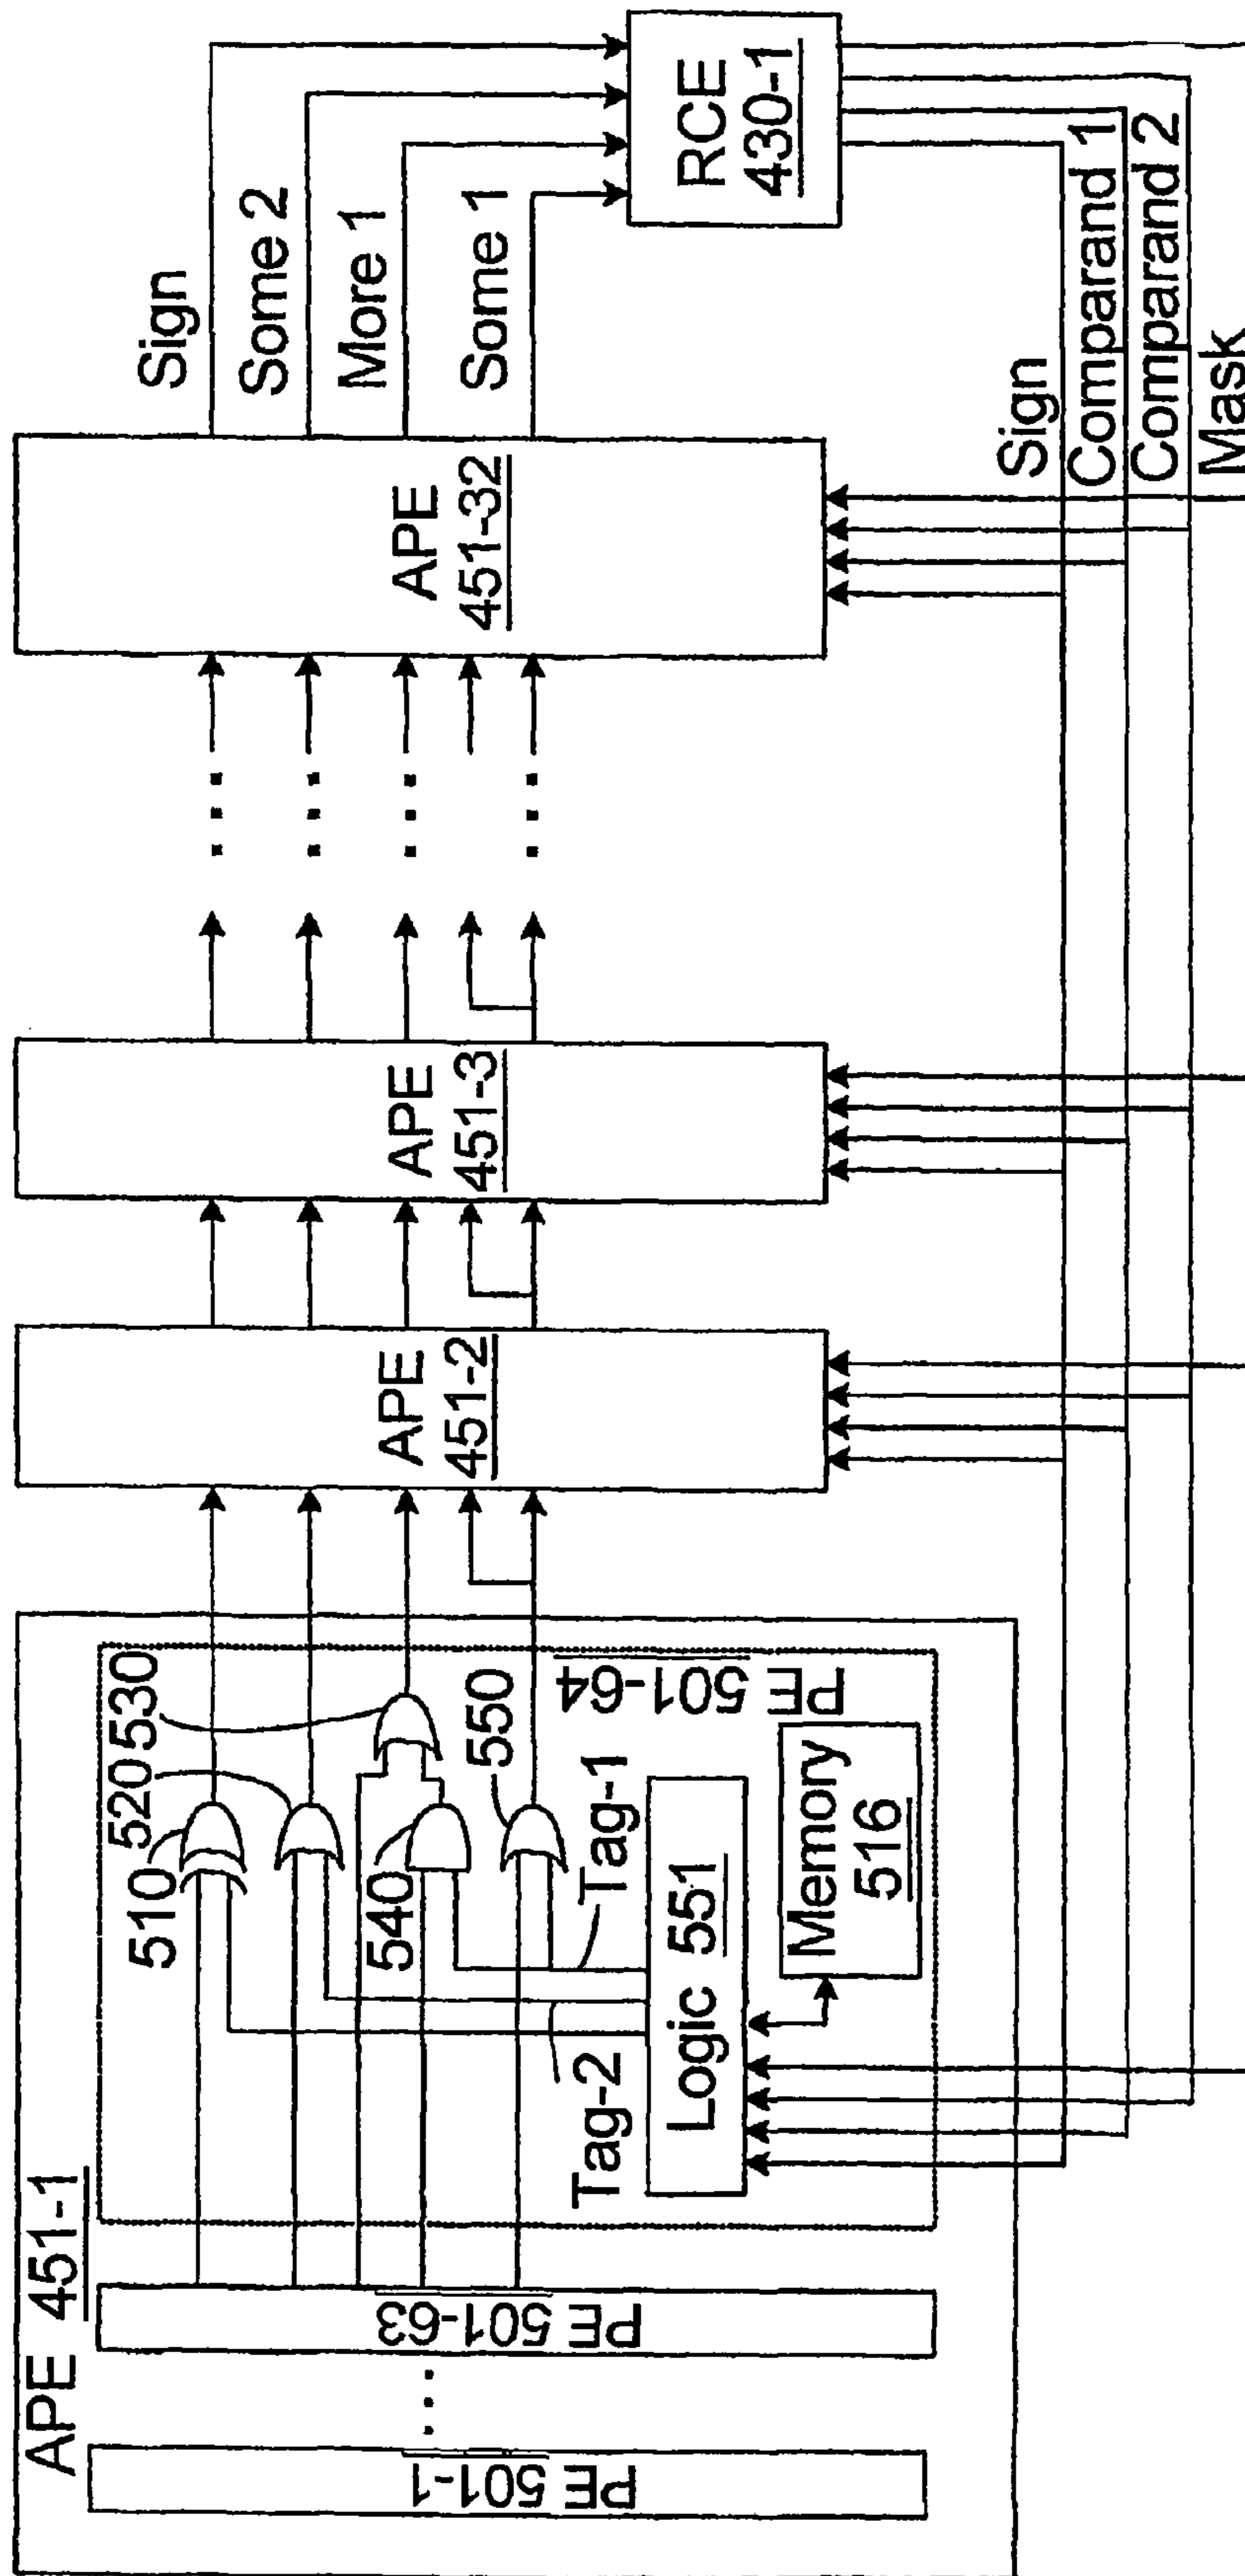 APE 451-1
PE 501-1
...
PE 501-63
PE 501-64
510
520
530
540
550
Tag-1
Tag-2
Logic 551
Memory
516
APE
451-2
APE
451-3
APE
451-32
Sign
Some 2
More 1
Some 1
RCE
430-1
Sign
Comparand 1
Comparand 2
Mask